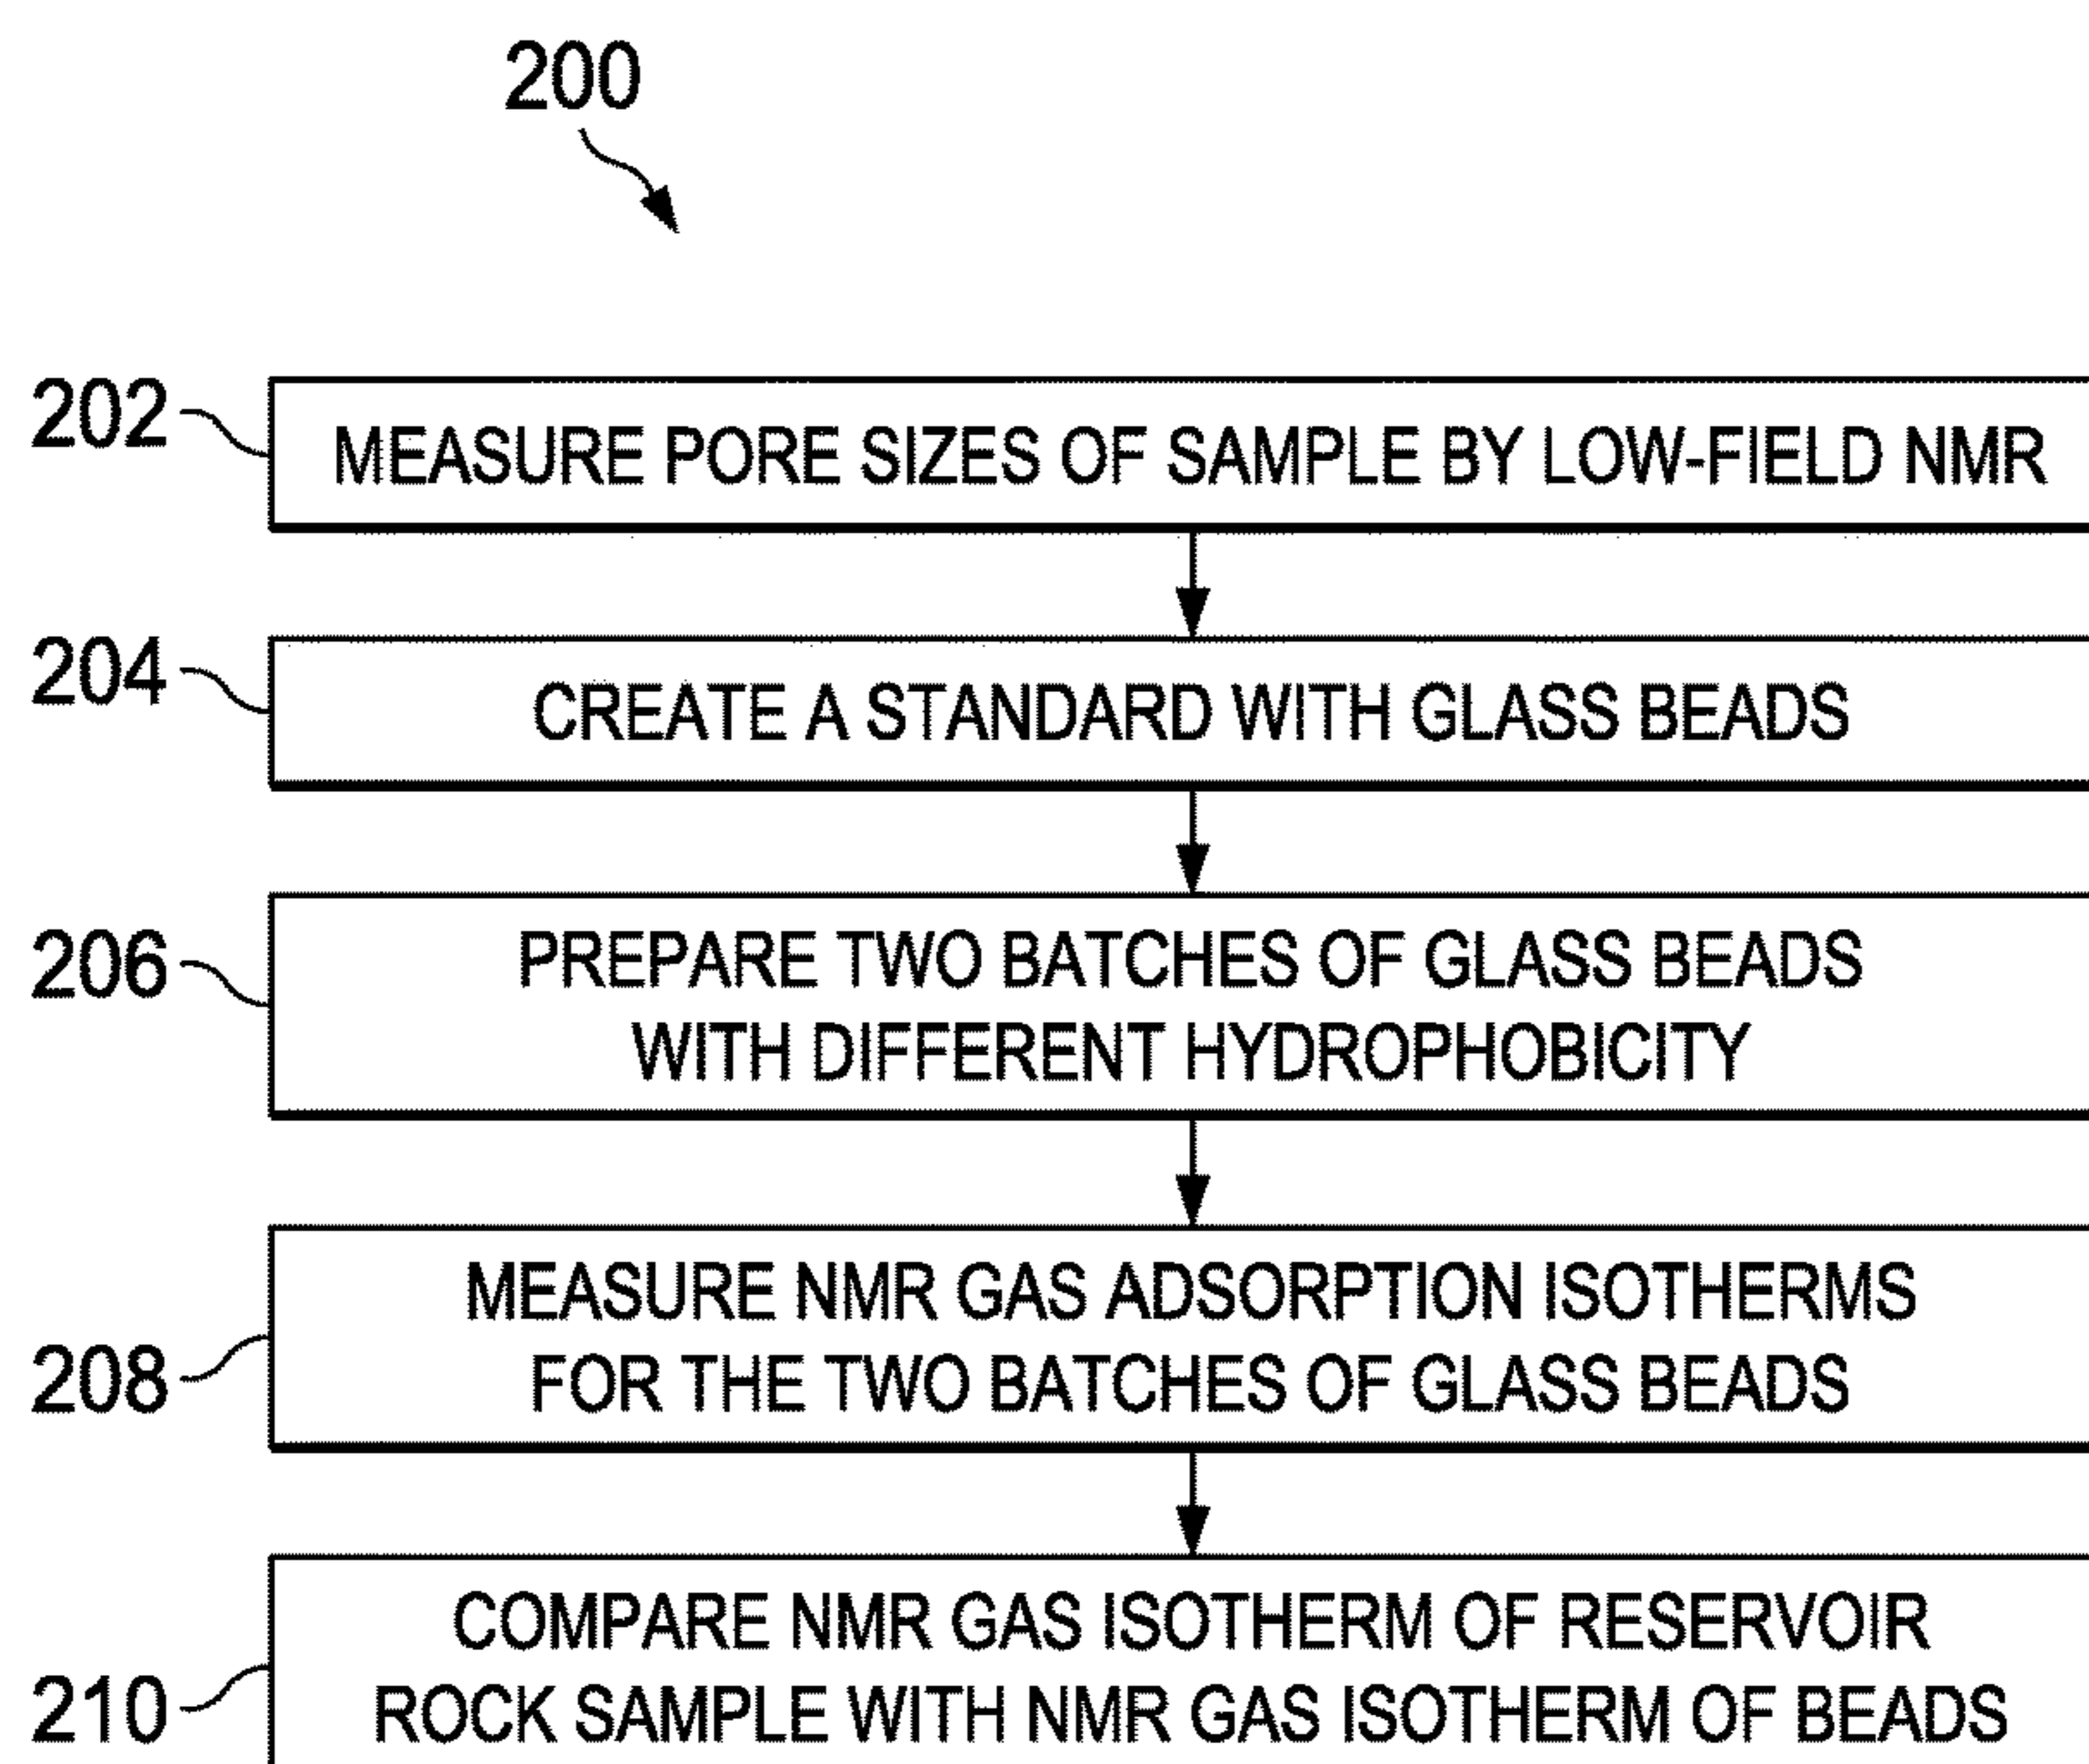 200
202
MEASURE PORE SIZES OF SAMPLE BY LOW-FIELD NMR
204
CREATE A STANDARD WITH GLASS BEADS
206
PREPARE TWO BATCHES OF GLASS BEADS
WITH DIFFERENT HYDROPHOBICITY
208
MEASURE NMR GAS ADSORPTION ISOTHERMS
FOR THE TWO BATCHES OF GLASS BEADS
210
COMPARE NMR GAS ISOTHERM OF RESERVOIR
ROCK SAMPLE WITH NMR GAS ISOTHERM OF BEADS